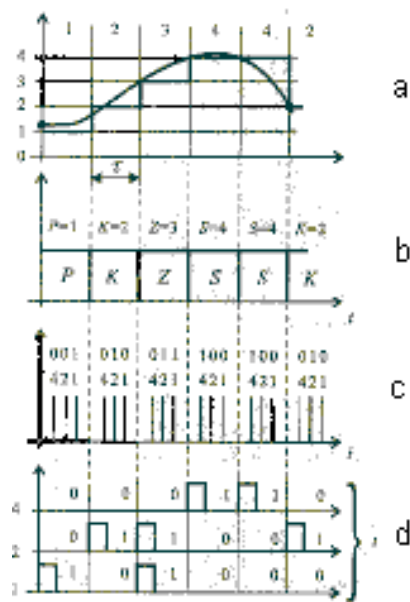 1 2 3 4 4 2
4
3
2
1
0
τ
a
P=1 K=2 Z=3 S=4 S=4 K=2
P K Z S S K
t
b
001 010 011 100 100 010
421 421 421 421 421 421
t
c
4 0 0 0 1 1 0
2 0 1 1 0 0 1
1 1 0 1 0 0 0
d